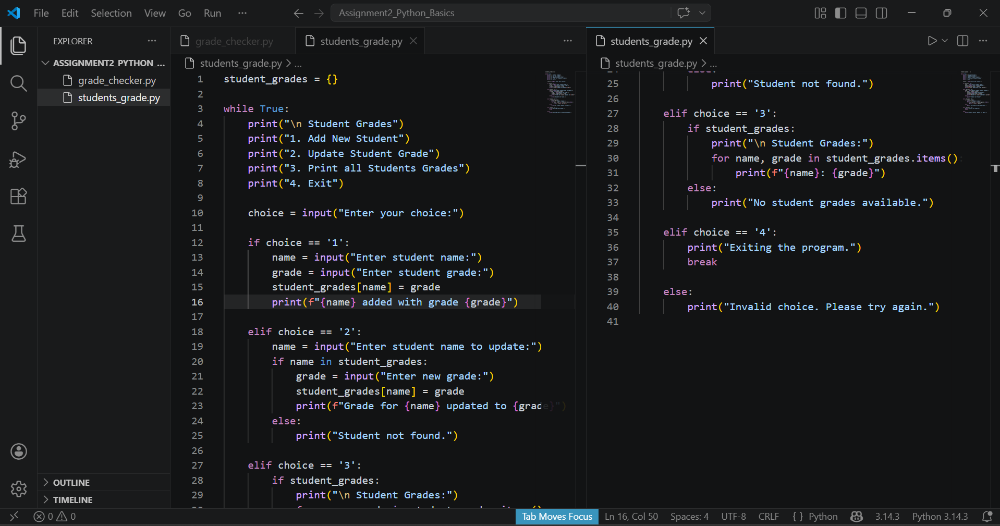 File Edit Selection View Go Run ··· Assignment2_Python_Basics
EXPLORER ···
ASSIGNMENT2_PYTHON_...
grade_checker.py
students_grade.py
OUTLINE
TIMELINE
grade_checker.py students_grade.py ···
students_grade.py > ...
1 student_grades = {}
2
3 while True:
4 print("\n Student Grades")
5 print("1. Add New Student")
6 print("2. Update Student Grade")
7 print("3. Print all Students Grades")
8 print("4. Exit")
9
10 choice = input("Enter your choice:")
11
12 if choice == '1':
13 name = input("Enter student name:")
14 grade = input("Enter student grade:")
15 student_grades[name] = grade
16 print(f"{name} added with grade {grade}")
17
18 elif choice == '2':
19 name = input("Enter student name to update:")
20 if name in student_grades:
21 grade = input("Enter new grade:")
22 student_grades[name] = grade
23 print(f"Grade for {name} updated to {grade}")
24 else:
25 print("Student not found.")
26
27 elif choice == '3':
28 if student_grades:
29 print("\n Student Grades:")
students_grade.py ···
students_grade.py > ...
25 print("Student not found.")
26
27 elif choice == '3':
28 if student_grades:
29 print("\n Student Grades:")
30 for name, grade in student_grades.items():
31 print(f"{name}: {grade}")
32 else:
33 print("No student grades available.")
34
35 elif choice == '4':
36 print("Exiting the program.")
37 break
38
39 else:
40 print("Invalid choice. Please try again.")
41
0 0 Tab Moves Focus Ln 16, Col 50 Spaces: 4 UTF-8 CRLF { } Python 3.14.3 Python 3.14.3